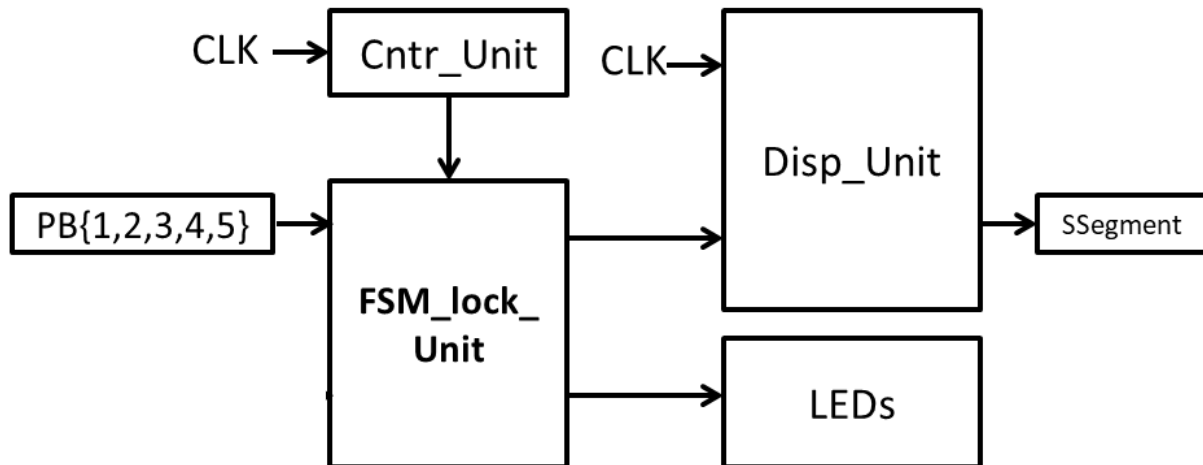 CLK
Cntr_Unit
CLK
Disp_Unit
PB{1,2,3,4,5}
SSegment
FSM_lock_
Unit
LEDs